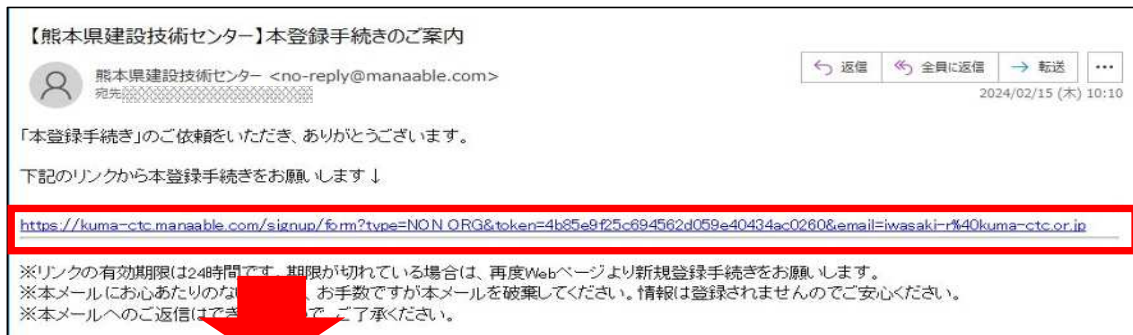 【熊本県建設技術センター】本登録手続きのご案内
熊本県建設技術センター <no-reply@manaable.com>
宛先
返信
全員に返信
転送
2024/02/15 (木) 10:10
「本登録手続き」のご依頼をいただき、ありがとうございます。
下記のリンクから本登録手続きをお願いします↓
https://kuma-ctc.manaable.com/signup/form?type=NON_ORG&token=4b85e9f25c694562d059e40434ac0260&email=iwasaki-r%40kuma-ctc.or.jp
※リンクの有効期限は24時間です。期限が切れている場合は、再度Webページより新規登録手続きをお願いします。
※本メールにお心あたりのな お手数ですが本メールを破棄してください。情報は登録されませんのでご安心ください。
※本メールへのご返信はでき で、ご了承ください。